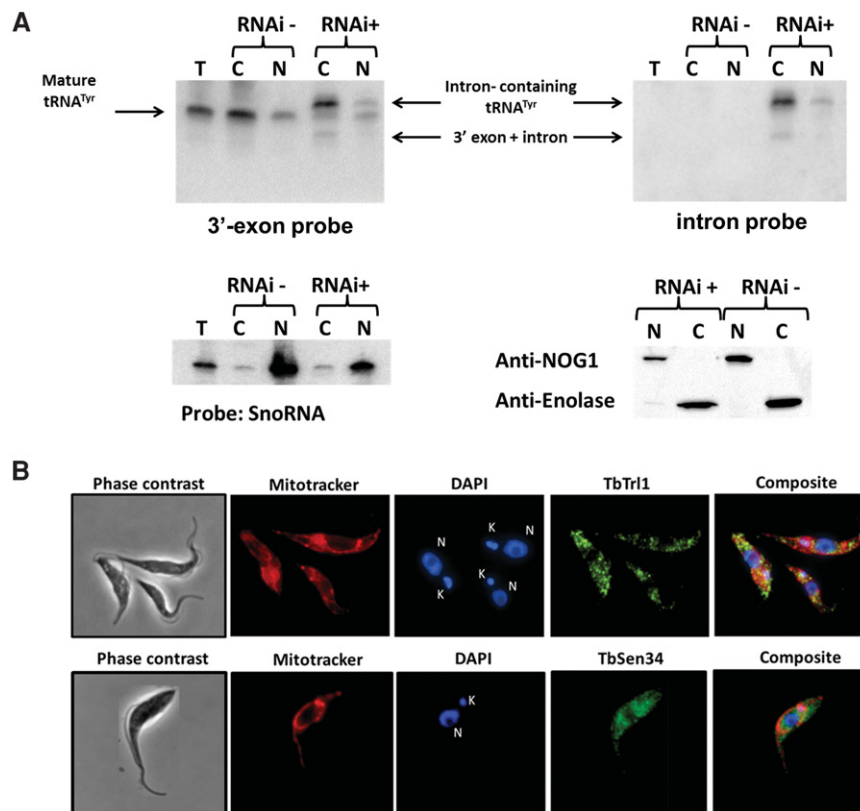 A
RNAi - RNAi+ RNAi - RNAi+
T C N C N T C N C N
Mature
tRNATyr
Intron- containing
tRNATyr
3' exon + intron
3'-exon probe intron probe
RNAi - RNAi+ RNAi + RNAi -
T C N C N N C N C
Anti-NOG1
Anti-Enolase
Probe: SnoRNA
B
Phase contrast Mitotracker DAPI TbTrl1 Composite
N K K N K N
Phase contrast Mitotracker DAPI TbSen34 Composite
K
N